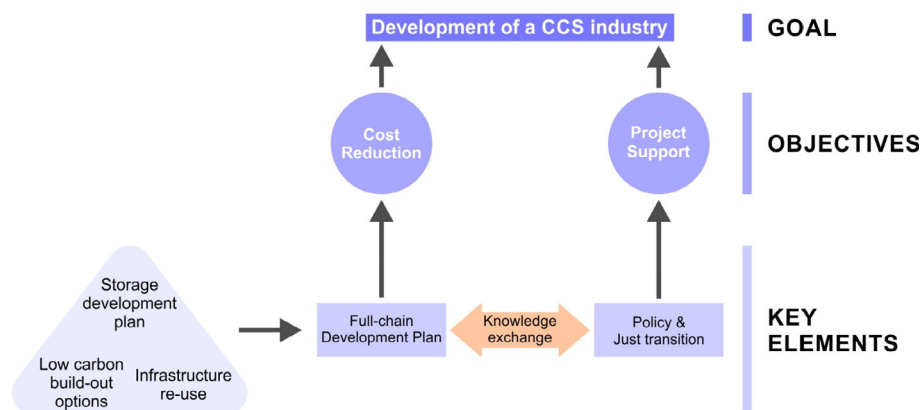 Development of a CCS industry
GOAL
Cost
Reduction
Project
Support
OBJECTIVES
Storage
development
plan
Low carbon
build-out
options
Infrastructure
re-use
Full-chain
Development Plan
Knowledge
exchange
Policy &
Just transition
KEY
ELEMENTS